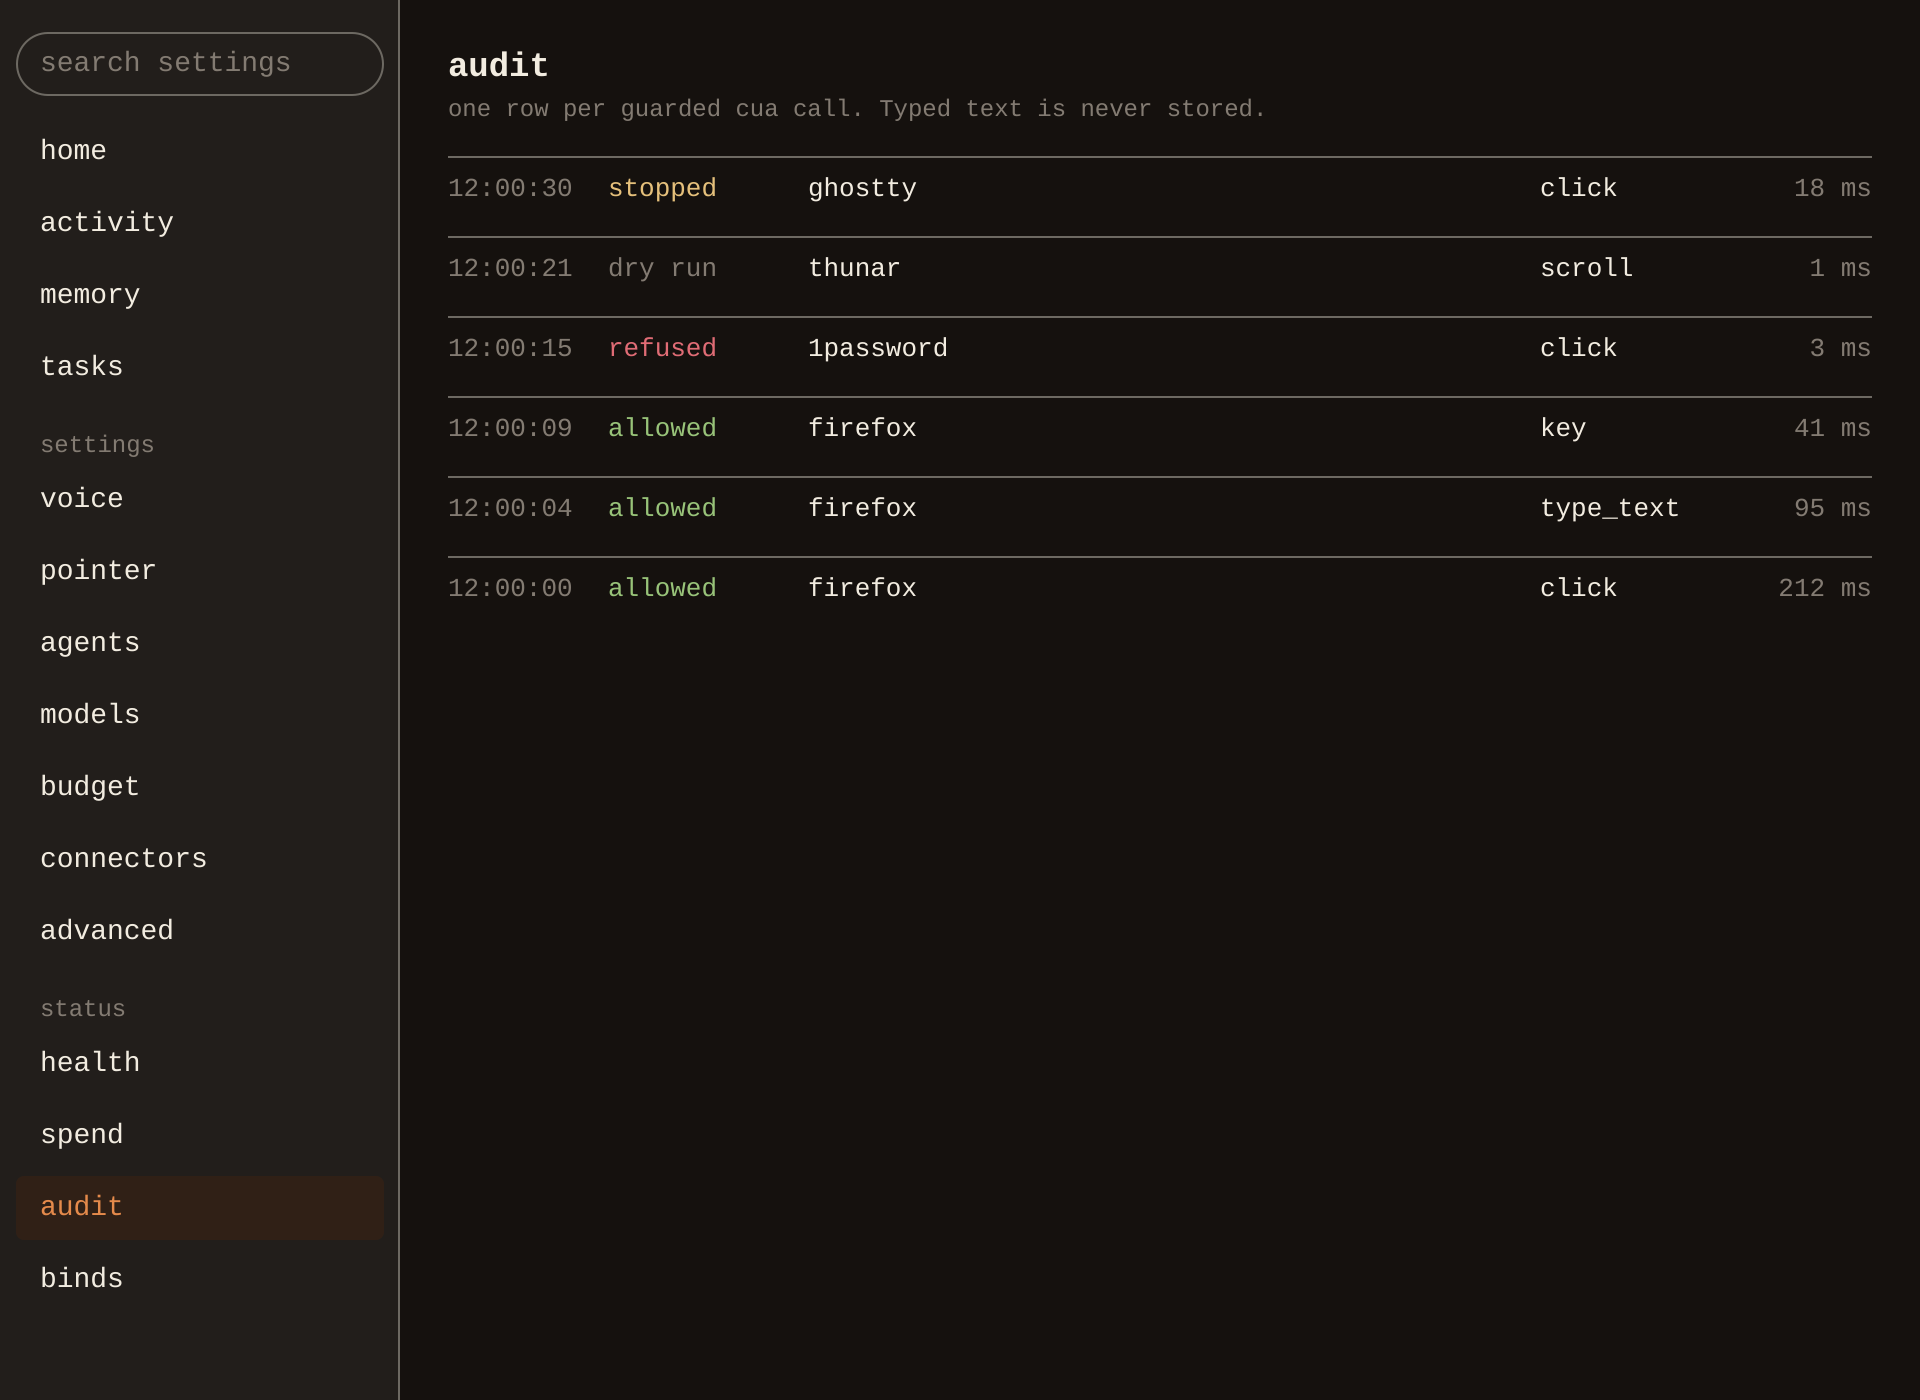 search settings
home
activity
memory
tasks
settings
voice
pointer
agents
models
budget
connectors
advanced
status
health
spend
audit
binds
audit
one row per guarded cua call. Typed text is never stored.
12:00:30 stopped ghostty click 18 ms
12:00:21 dry run thunar scroll 1 ms
12:00:15 refused 1password click 3 ms
12:00:09 allowed firefox key 41 ms
12:00:04 allowed firefox type_text 95 ms
12:00:00 allowed firefox click 212 ms